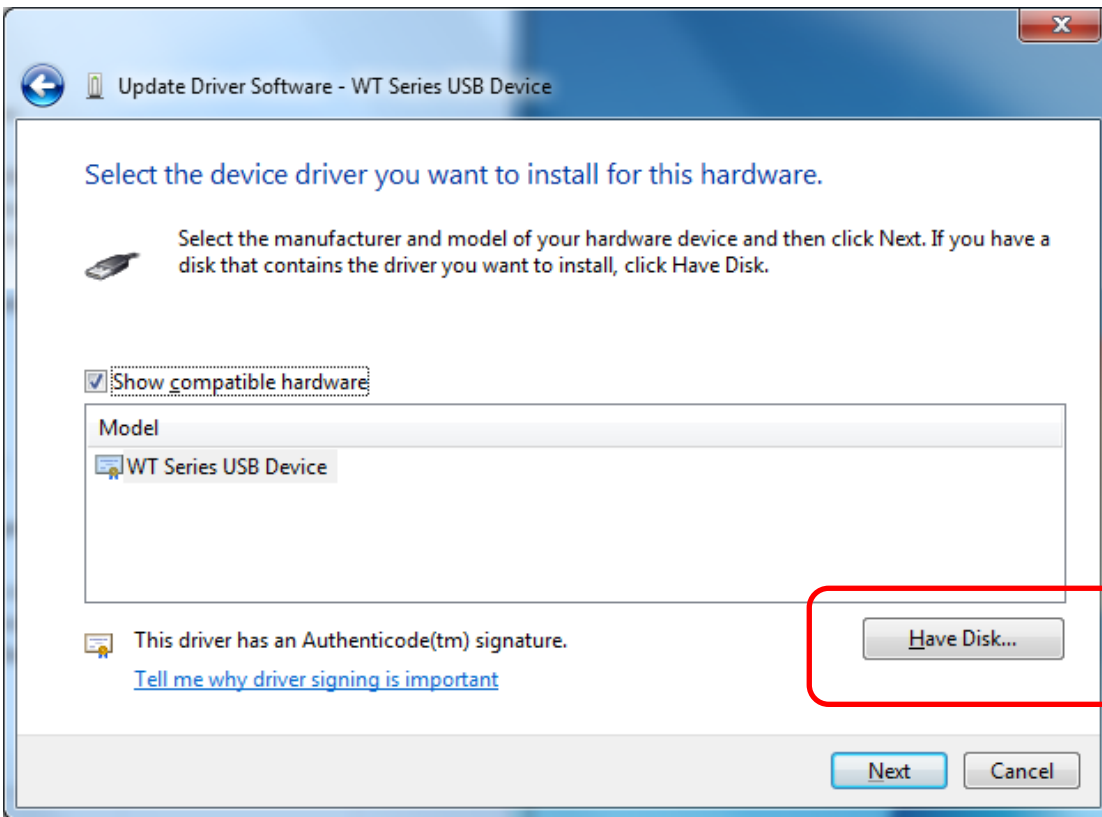 Update Driver Software - WT Series USB Device
Select the device driver you want to install for this hardware.
Select the manufacturer and model of your hardware device and then click Next. If you have a
disk that contains the driver you want to install, click Have Disk.
Show compatible hardware
Model
WT Series USB Device
This driver has an Authenticode(tm) signature.
Have Disk...
Tell me why driver signing is important
Next
Cancel